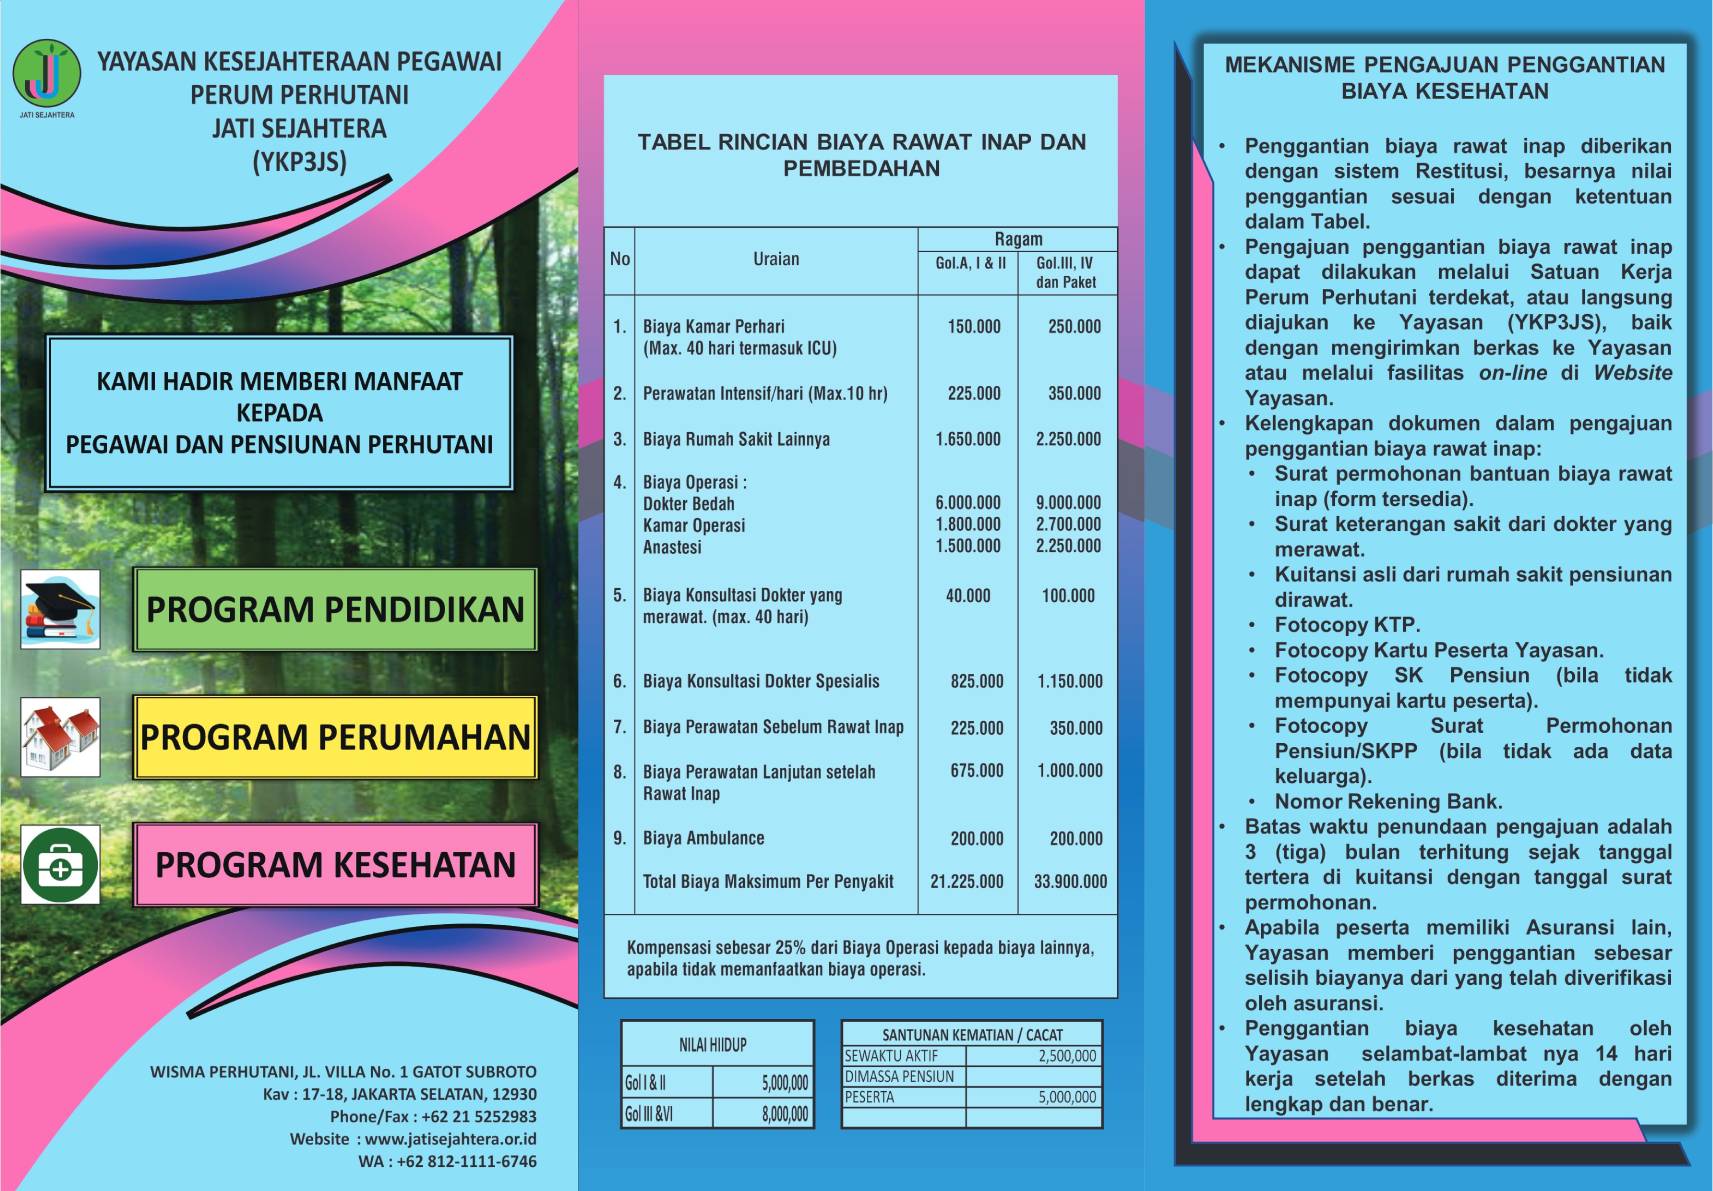 JATI SEJAHTERA
YAYASAN KESEJAHTERAAN PEGAWAI
PERUM PERHUTANI
JATI SEJAHTERA
(YKP3JS)
KAMI HADIR MEMBERI MANFAAT
KEPADA
PEGAWAI DAN PENSIUNAN PERHUTANI
PROGRAM PENDIDIKAN
PROGRAM PERUMAHAN
PROGRAM KESEHATAN
WISMA PERHUTANI, JL. VILLA No. 1 GATOT SUBROTO
Kav : 17-18, JAKARTA SELATAN, 12930
Phone/Fax : +62 21 5252983
Website : www.jatisejahtera.or.id
WA : +62 812-1111-6746
TABEL RINCIAN BIAYA RAWAT INAP DAN
PEMBEDAHAN
No Uraian Ragam
Gol.A, I & II Gol.III, IV
dan Paket
1. Biaya Kamar Perhari 150.000 250.000
(Max. 40 hari termasuk ICU)
2. Perawatan Intensif/hari (Max.10 hr) 225.000 350.000
3. Biaya Rumah Sakit Lainnya 1.650.000 2.250.000
4. Biaya Operasi :
Dokter Bedah 6.000.000 9.000.000
Kamar Operasi 1.800.000 2.700.000
Anastesi 1.500.000 2.250.000
5. Biaya Konsultasi Dokter yang 40.000 100.000
merawat. (max. 40 hari)
6. Biaya Konsultasi Dokter Spesialis 825.000 1.150.000
7. Biaya Perawatan Sebelum Rawat Inap 225.000 350.000
8. Biaya Perawatan Lanjutan setelah 675.000 1.000.000
Rawat Inap
9. Biaya Ambulance 200.000 200.000
Total Biaya Maksimum Per Penyakit 21.225.000 33.900.000
Kompensasi sebesar 25% dari Biaya Operasi kepada biaya lainnya,
apabila tidak memanfaatkan biaya operasi.
NILAI HIIDUP
Gol I & II 5,000,000
Gol III &VI 8,000,000
SANTUNAN KEMATIAN / CACAT
SEWAKTU AKTIF 2,500,000
DIMASSA PENSIUN
PESERTA 5,000,000
MEKANISME PENGAJUAN PENGGANTIAN
BIAYA KESEHATAN
• Penggantian biaya rawat inap diberikan
dengan sistem Restitusi, besarnya nilai
penggantian sesuai dengan ketentuan
dalam Tabel.
• Pengajuan penggantian biaya rawat inap
dapat dilakukan melalui Satuan Kerja
Perum Perhutani terdekat, atau langsung
diajukan ke Yayasan (YKP3JS), baik
dengan mengirimkan berkas ke Yayasan
atau melalui fasilitas on-line di Website
Yayasan.
• Kelengkapan dokumen dalam pengajuan
penggantian biaya rawat inap:
• Surat permohonan bantuan biaya rawat
inap (form tersedia).
• Surat keterangan sakit dari dokter yang
merawat.
• Kuitansi asli dari rumah sakit pensiunan
dirawat.
• Fotocopy KTP.
• Fotocopy Kartu Peserta Yayasan.
• Fotocopy SK Pensiun (bila tidak
mempunyai kartu peserta).
• Fotocopy Surat Permohonan
Pensiun/SKPP (bila tidak ada data
keluarga).
• Nomor Rekening Bank.
• Batas waktu penundaan pengajuan adalah
3 (tiga) bulan terhitung sejak tanggal
tertera di kuitansi dengan tanggal surat
permohonan.
• Apabila peserta memiliki Asuransi lain,
Yayasan memberi penggantian sebesar
selisih biayanya dari yang telah diverifikasi
oleh asuransi.
• Penggantian biaya kesehatan oleh
Yayasan selambat-lambat nya 14 hari
kerja setelah berkas diterima dengan
lengkap dan benar.